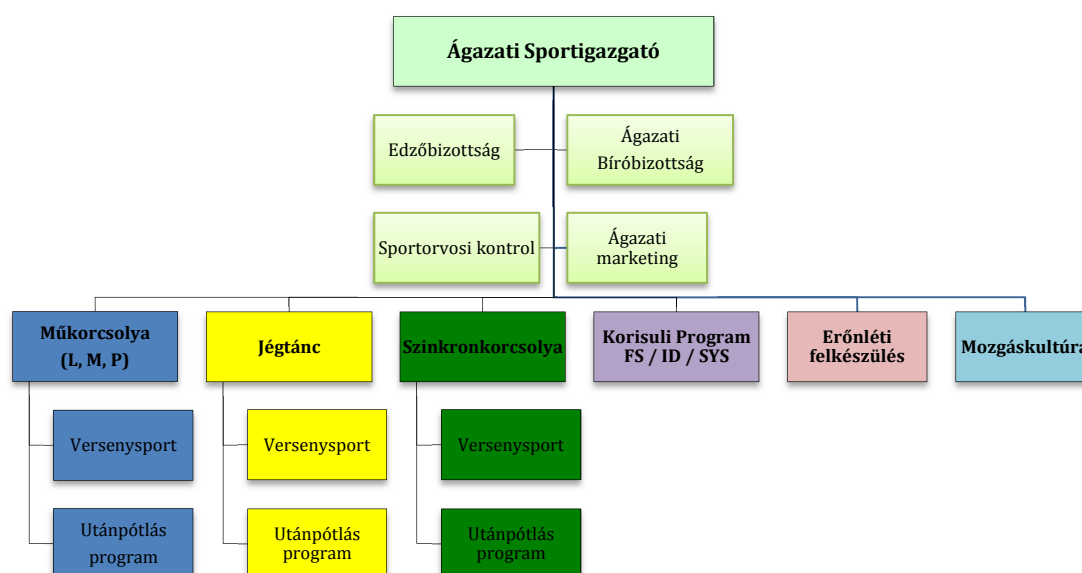 Ágazati Sportigazgató
Edzőbizottság
Ágazati
Bíróbizottság
Sportorvosi kontrol
Ágazati
marketing
Műkorcsolya
(L, M, P)
Jégtánc
Szinkronkorcsolya
Korisuli Program
FS / ID / SYS
Erőnléti
felkészülés
Mozgáskultúra
Versenysport
Versenysport
Versenysport
Utánpótlás
program
Utánpótlás
program
Utánpótlás
program